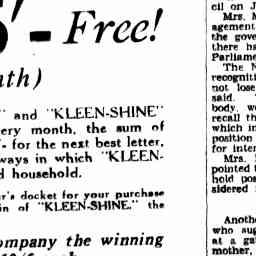 '- Free!
nth)
" and "KLEEN-SHINE"
ery month, the sum of
- for the next best letter,
ways in which "KLEEN-
d household.
r's docket for your purchase
in of "KLEEN-SHINE." the
ompany the winning
cil on J
Mrs. M
agement
the gove
there ha
Parliame
The N
recogniti
not lose
said.
body, w
recall th
which in
position
for inter
Mrs.
pointed
hold pos
sidered
Anoth
who aug
at a ga
mother,